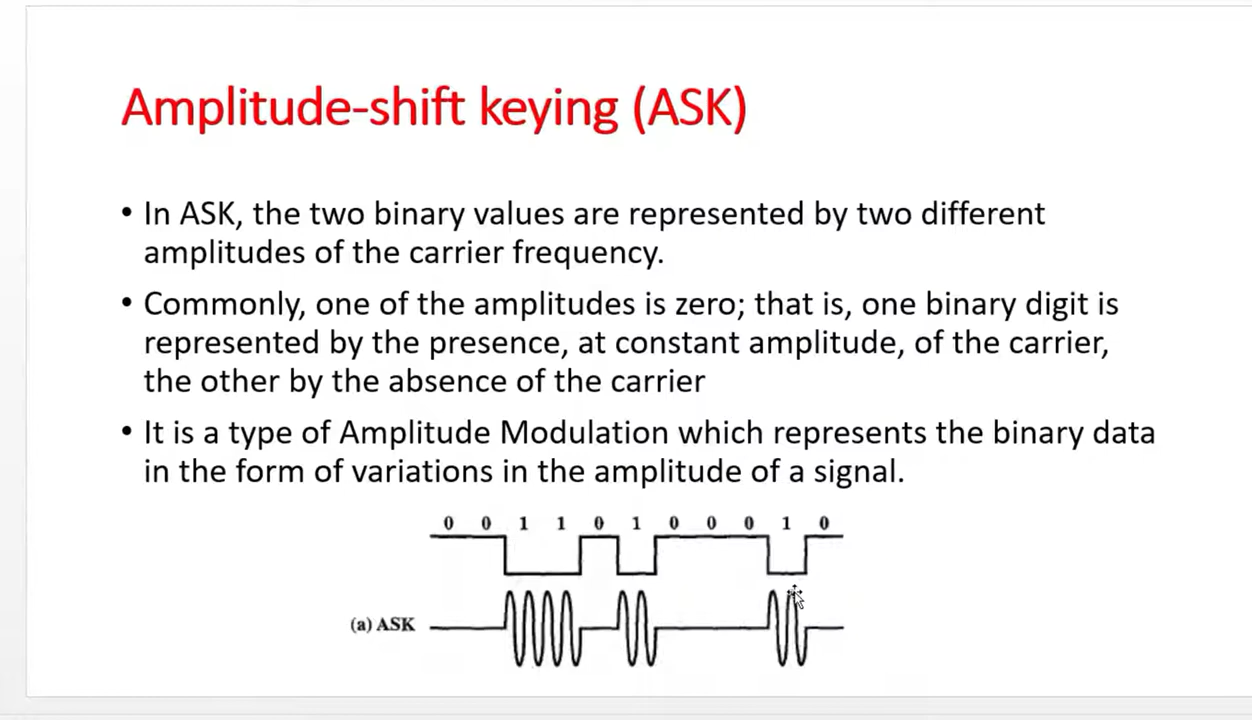 Amplitude-shift keying (ASK)
• In ASK, the two binary values are represented by two different
amplitudes of the carrier frequency.
• Commonly, one of the amplitudes is zero; that is, one binary digit is
represented by the presence, at constant amplitude, of the carrier,
the other by the absence of the carrier
• It is a type of Amplitude Modulation which represents the binary data
in the form of variations in the amplitude of a signal.
0 0 1 1 0 1 0 0 0 1 0
(a) ASK